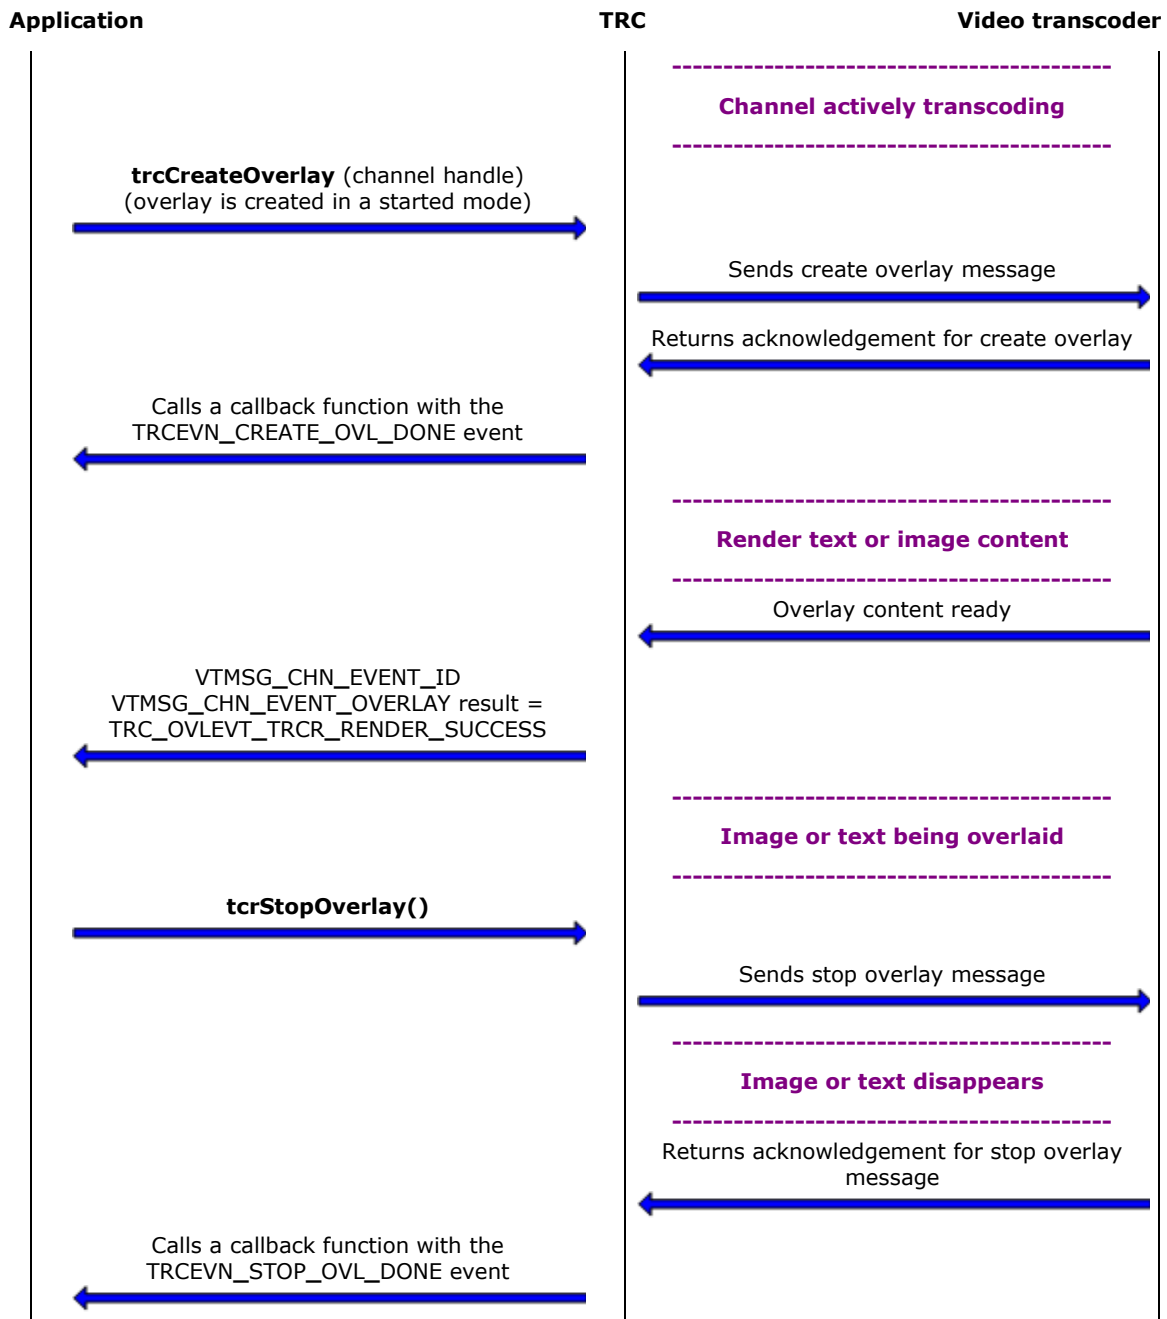 Application TRC Video transcoder
Channel actively transcoding
trcCreateOverlay (channel handle)
(overlay is created in a started mode)
Sends create overlay message
Returns acknowledgement for create overlay
Calls a callback function with the
TRCEVN_CREATE_OVL_DONE event
Render text or image content
Overlay content ready
VTMSG_CHN_EVENT_ID
VTMSG_CHN_EVENT_OVERLAY result =
TRC_OVLEVT_TRCR_RENDER_SUCCESS
Image or text being overlaid
tcrStopOverlay()
Sends stop overlay message
Image or text disappears
Returns acknowledgement for stop overlay
message
Calls a callback function with the
TRCEVN_STOP_OVL_DONE event